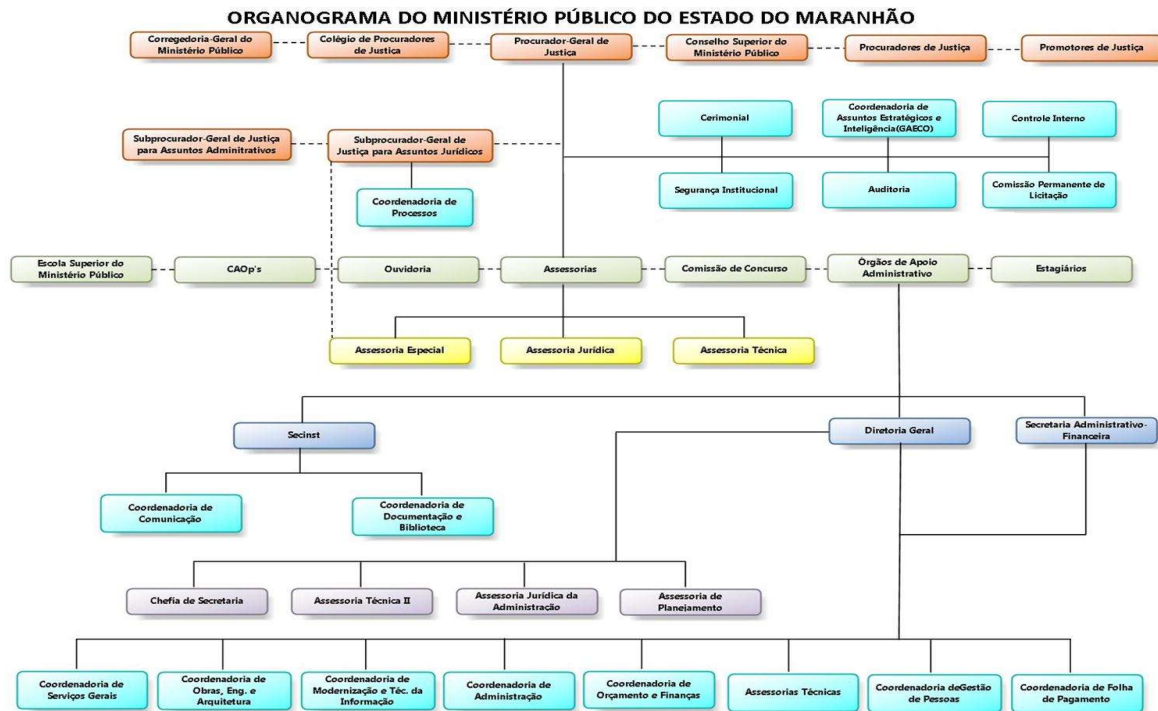 ORGANOGRAMA DO MINISTÉRIO PÚBLICO DO ESTADO DO MARANHÃO
Corregedoria-Geral do
Ministério Público
Colégio de Procuradores
de Justiça
Procurador-Geral de
Justiça
Conselho Superior do
Ministério Público
Procuradores de Justiça
Promotores de Justiça
Cerimonial
Coordenadoria de
Assuntos Estratégicos e
Inteligência(GAECO)
Controle Interno
Subprocurador-Geral de Justiça
para Assuntos Adminitrativos
Subprocurador-Geral de
Justiça para Assuntos Jurídicos
Segurança Institucional
Auditoria
Comissão Permanente de
Licitação
Coordenadoria de
Processos
Escola Superior do
Ministério Público
CAOp's
Ouvidoria
Assessorias
Comissão de Concurso
Órgãos de Apoio
Administrativo
Estagiários
Assessoria Especial
Assessoria Jurídica
Assessoria Técnica
Secinst
Diretoria Geral
Secretaria Administrativo-
Financeira
Coordenadoria de
Comunicação
Coordenadoria de
Documentação e
Biblioteca
Chefia de Secretaria
Assessoria Técnica II
Assessoria Jurídica da
Administração
Assessoria de
Planejamento
Coordenadoria de
Serviços Gerais
Coordenadoria de
Obras, Eng. e
Arquitetura
Coordenadoria de
Modernização e Téc. da
Informação
Coordenadoria de
Administração
Coordenadoria de
Orçamento e Finanças
Assessorias Técnicas
Coordenadoria deGestão
de Pessoas
Coordenadoria de Folha
de Pagamento